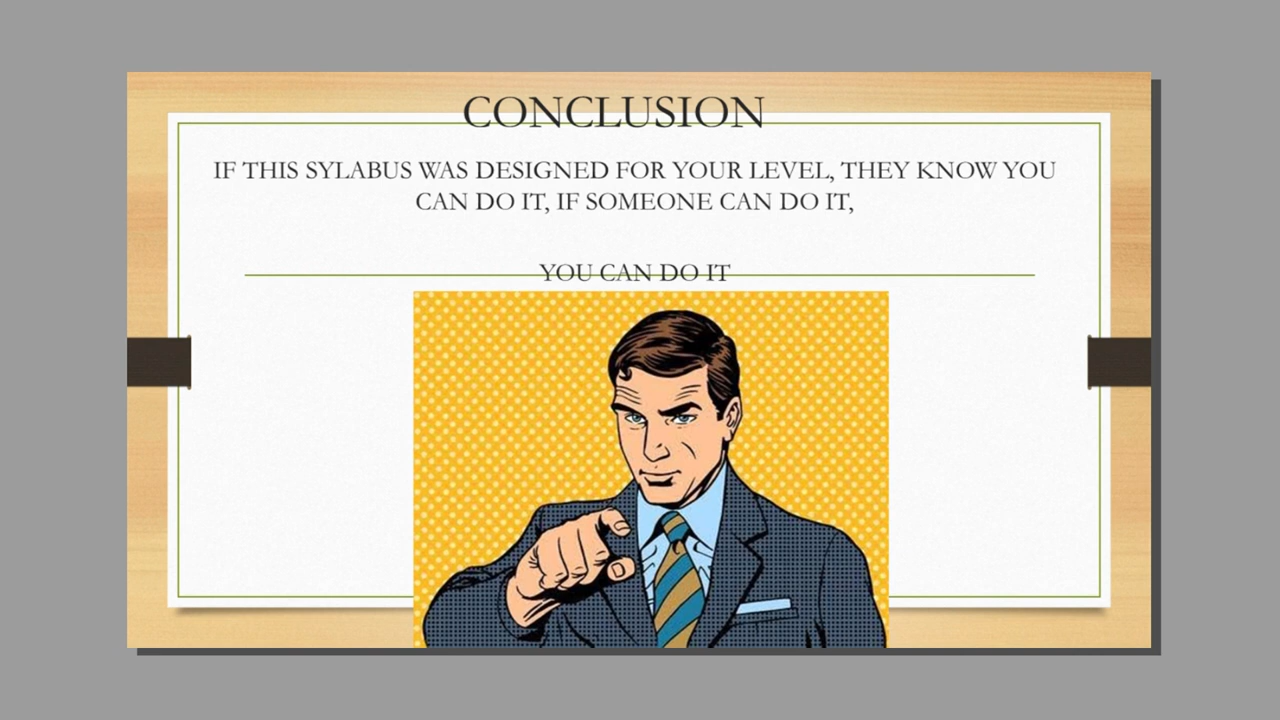 CONCLUSION
IF THIS SYLABUS WAS DESIGNED FOR YOUR LEVEL, THEY KNOW YOU
CAN DO IT, IF SOMEONE CAN DO IT,
YOU CAN DO IT